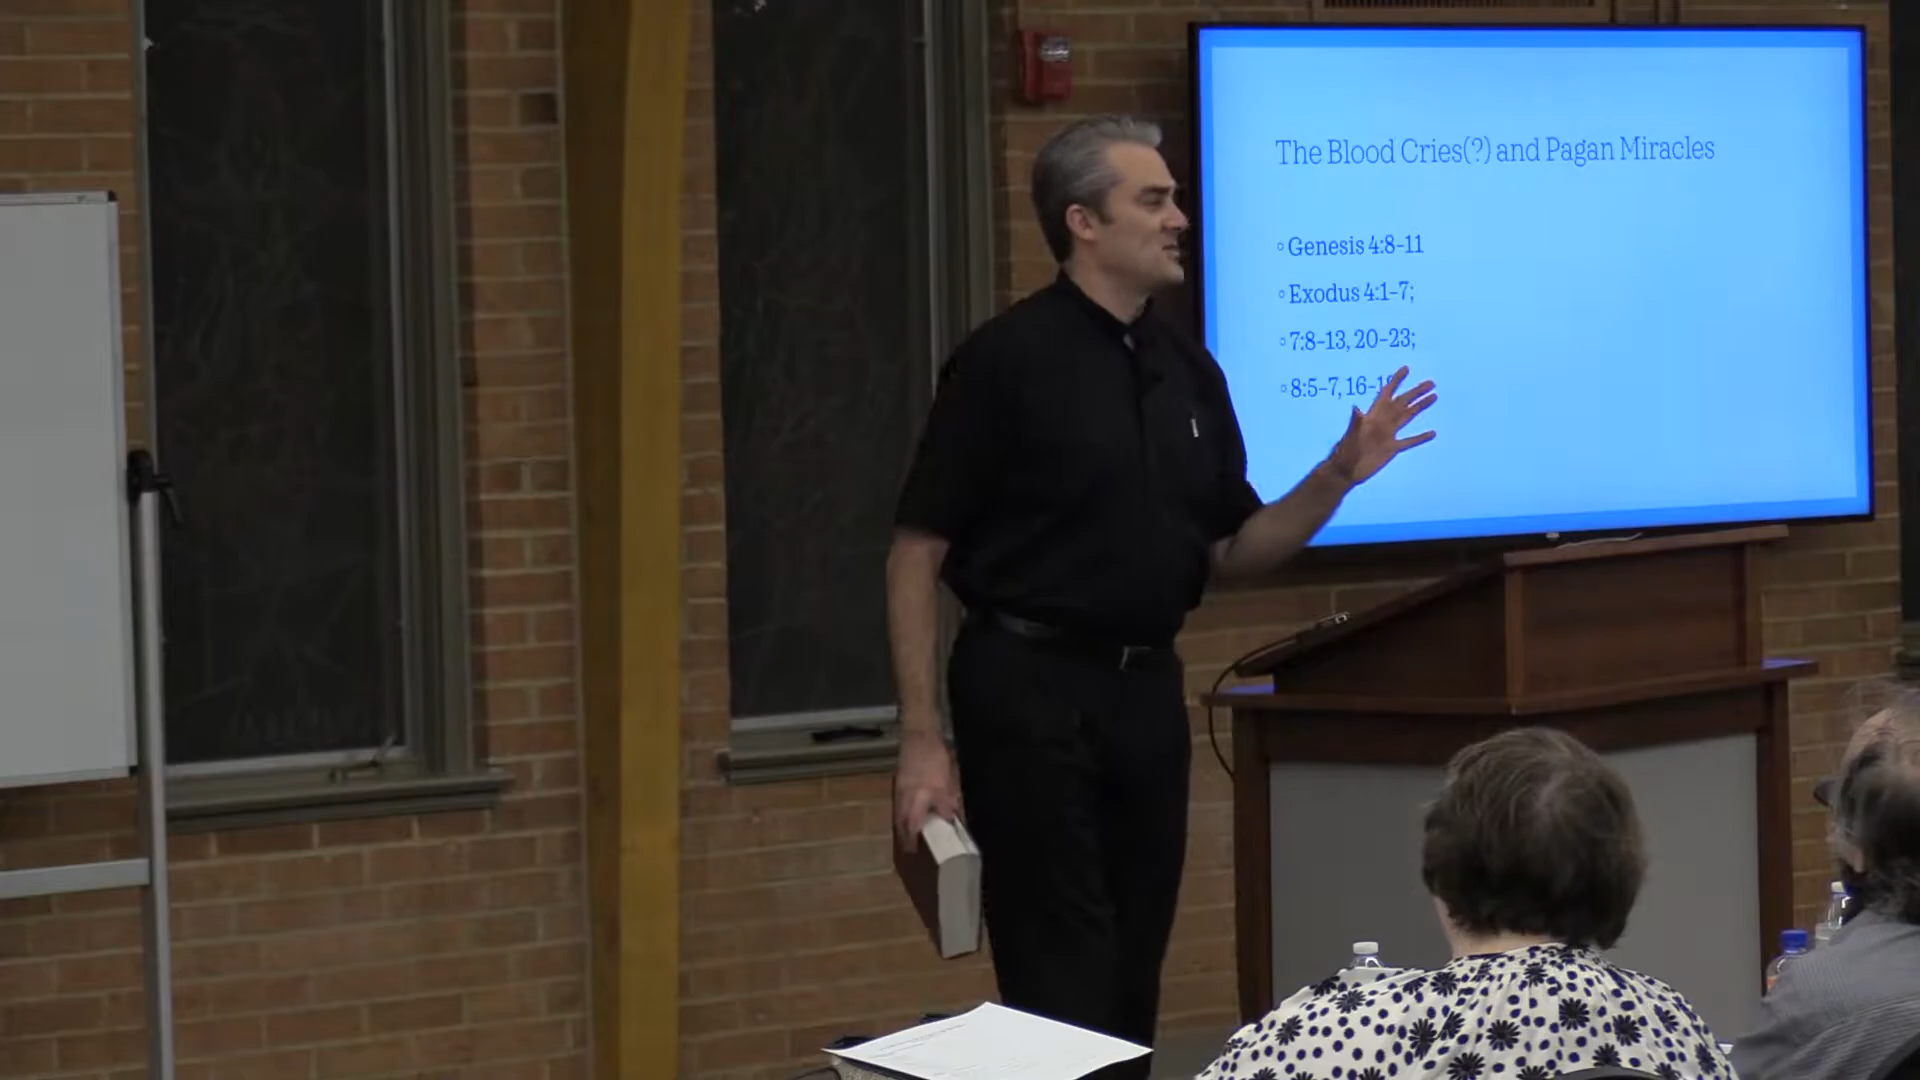 The Blood Cries(?) and Pagan Miracles
Genesis 4:8-11
Exodus 4:1-7;
7:8-13, 20-23;
8:5-7,